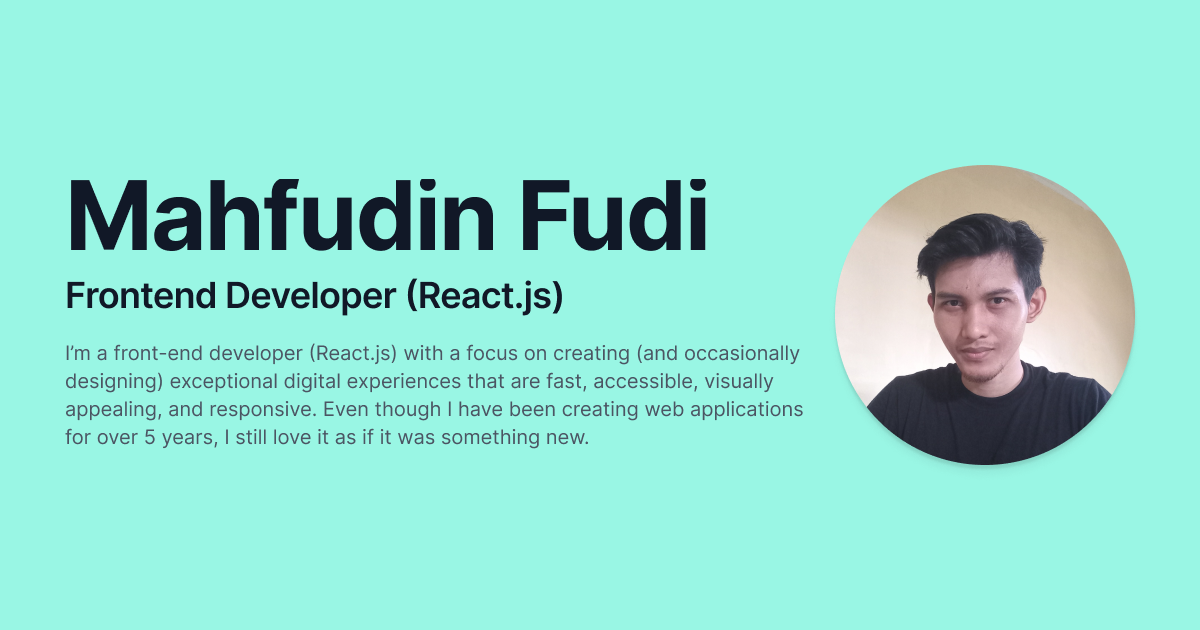 Mahfudin Fudi
Frontend Developer (React.js)
I’m a front-end developer (React.js) with a focus on creating (and occasionally
designing) exceptional digital experiences that are fast, accessible, visually
appealing, and responsive. Even though I have been creating web applications
for over 5 years, I still love it as if it was something new.